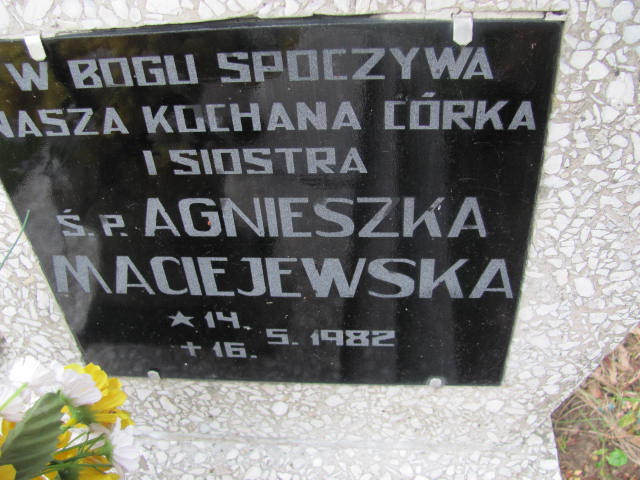 W BOGU SPOCZYWA
NASZA KOCHANA CÓRKA
I SIOSTRA
Ś.P. AGNIESZKA
MACIEJEWSKA
★ 14. 5. 1982
+ 16.